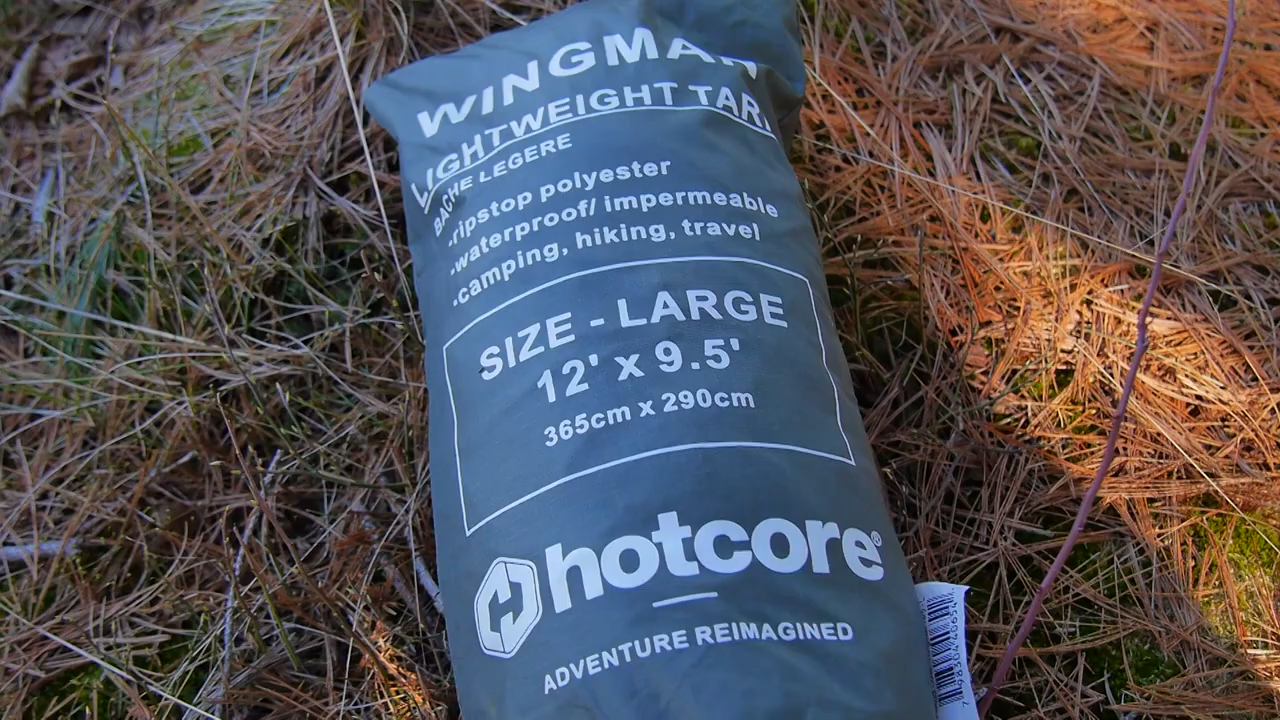 WINGMAN
LIGHTWEIGHT TARP
BACHE LEGERE
.ripstop polyester
.waterproof/ impermeable
.camping, hiking, travel
SIZE - LARGE
12' x 9.5'
365cm x 290cm
hotcore®
ADVENTURE REIMAGINED